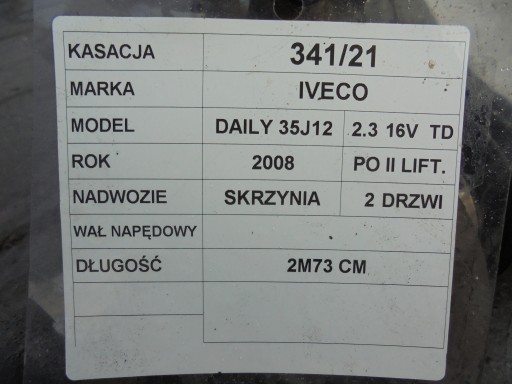 KASACJA 341/21
MARKA IVECO
MODEL DAILY 35J12 2.3 16V TD
ROK 2008 PO II LIFT.
NADWOZIE SKRZYNIA 2 DRZWI
WAŁ NAPĘDOWY
DŁUGOŚĆ 2M73 CM